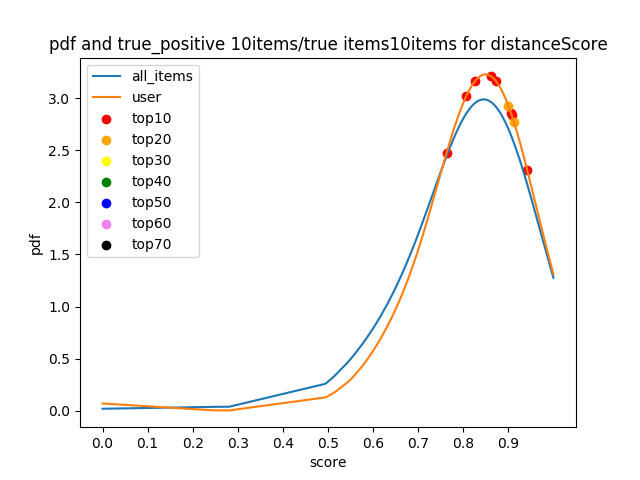 pdf and true_positive 10items/true items10items for distanceScore
all_items
user
top10
top20
top30
top40
top50
top60
top70
pdf
3.0
2.5
2.0
1.5
1.0
0.5
0.0
0.0 0.1 0.2 0.3 0.4 0.5 0.6 0.7 0.8 0.9
score